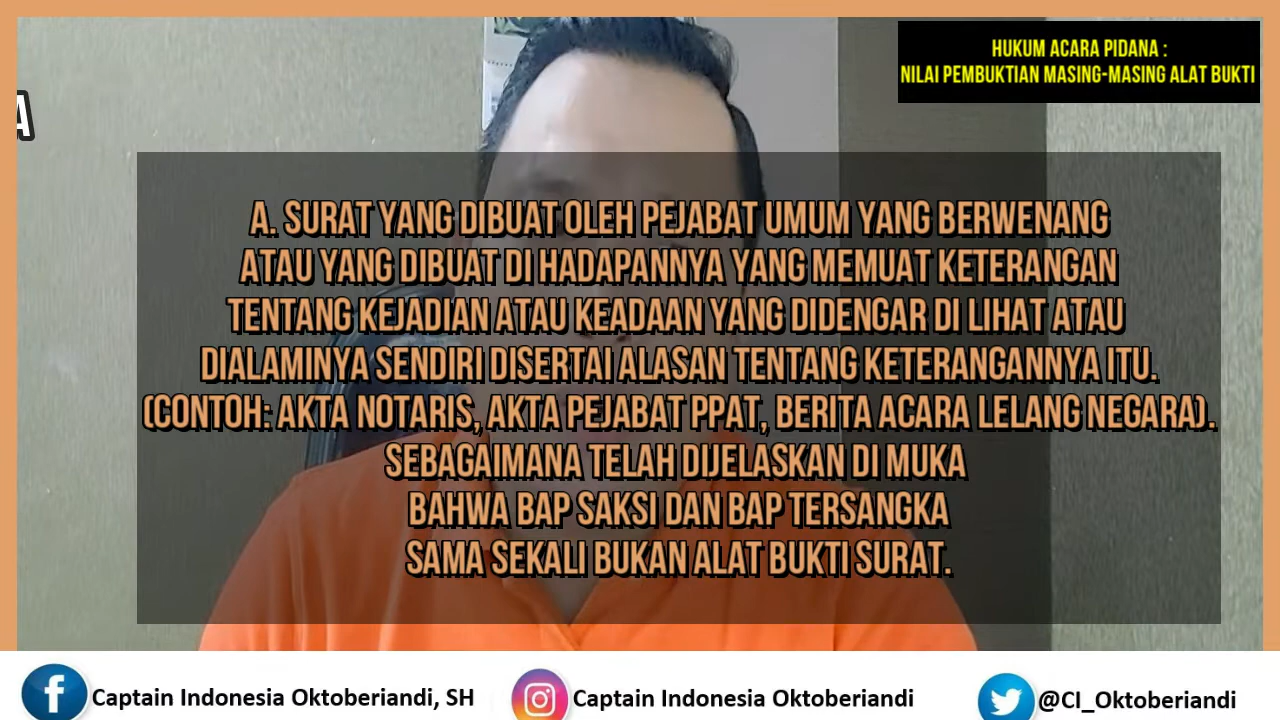 HUKUM ACARA PIDANA :
NILAI PEMBUKTIAN MASING-MASING ALAT BUKTI
A
A. SURAT YANG DIBUAT OLEH PEJABAT UMUM YANG BERWENANG
ATAU YANG DIBUAT DI HADAPANNYA YANG MEMUAT KETERANGAN
TENTANG KEJADIAN ATAU KEADAAN YANG DIDENGAR DI LIHAT ATAU
DIALAMINYA SENDIRI DISERTAI ALASAN TENTANG KETERANGANNYA ITU.
(CONTOH: AKTA NOTARIS, AKTA PEJABAT PPAT, BERITA ACARA LELANG NEGARA).
SEBAGAIMANA TELAH DIJELASKAN DI MUKA
BAHWA BAP SAKSI DAN BAP TERSANGKA
SAMA SEKALI BUKAN ALAT BUKTI SURAT.
Captain Indonesia Oktoberiandi, SH
Captain Indonesia Oktoberiandi
@CI_Oktoberiandi